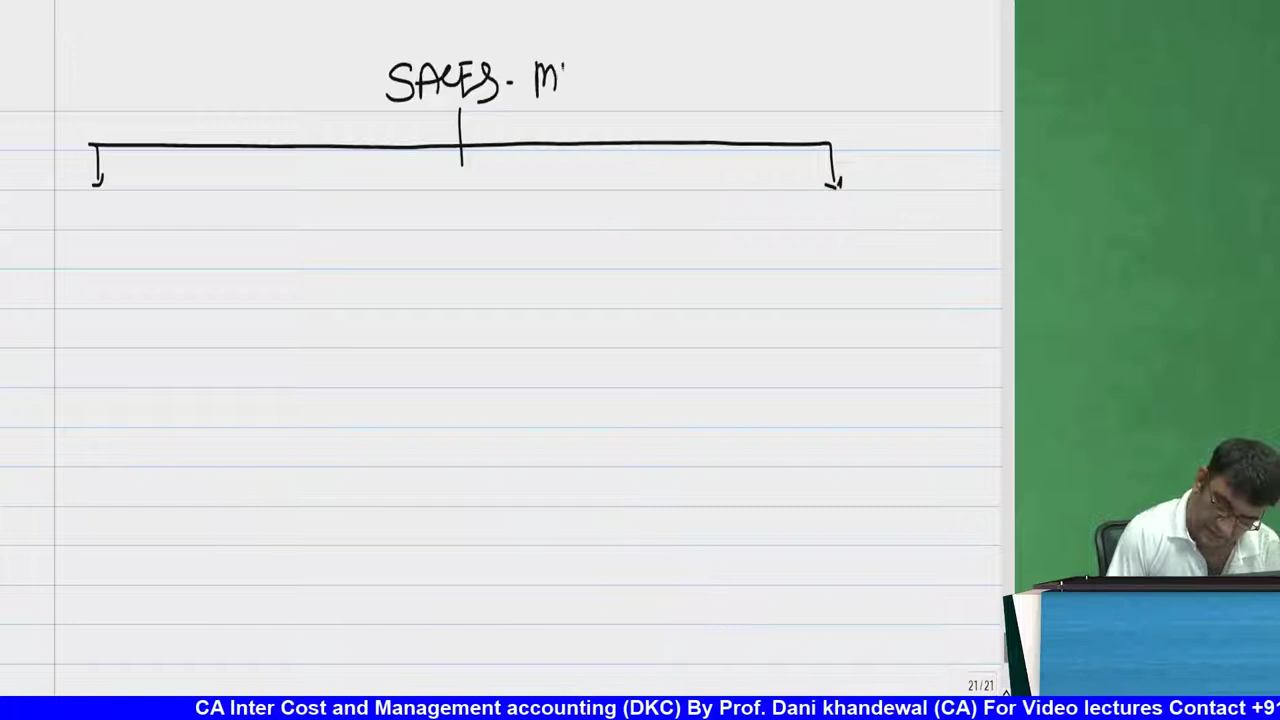 SALES - M
21/21
CA Inter Cost and Management accounting (DKC) By Prof. Dani khandewal (CA) For Video lectures Contact +9